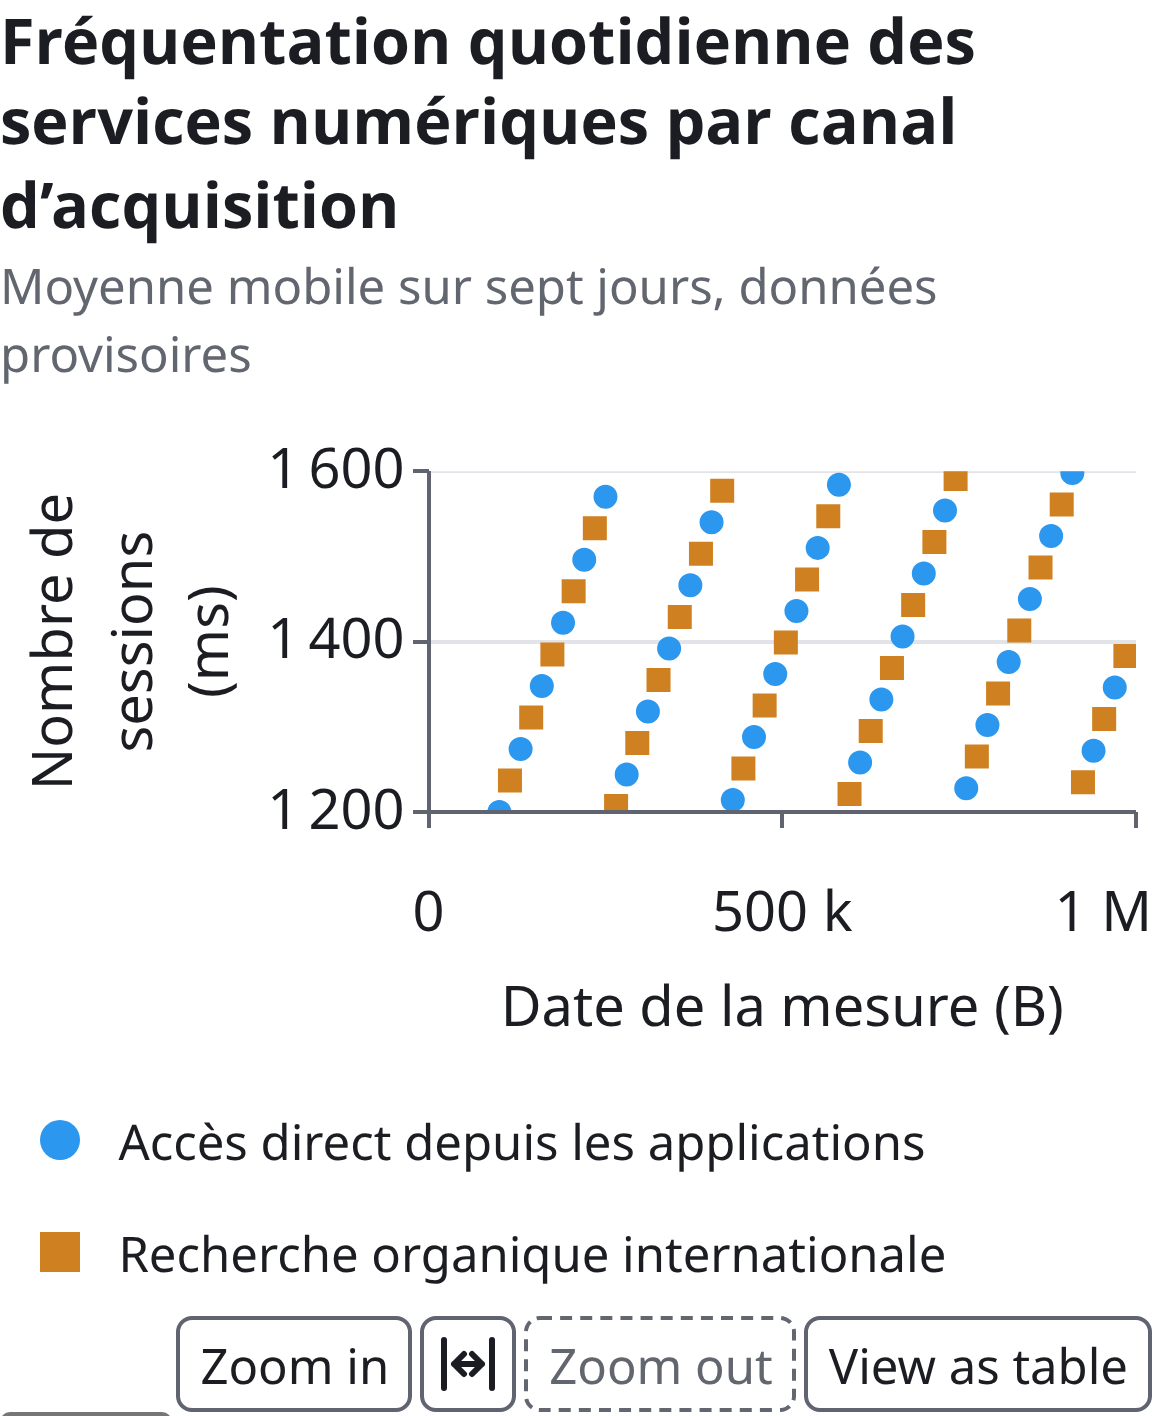 Fréquentation quotidienne des
services numériques par canal
d’acquisition
Moyenne mobile sur sept jours, données
provisoires
Nombre de
sessions
(ms)
1 600
1 400
1 200
0
500 k
1 M
Date de la mesure (B)
Accès direct depuis les applications
Recherche organique internationale
Zoom in
Zoom out
View as table